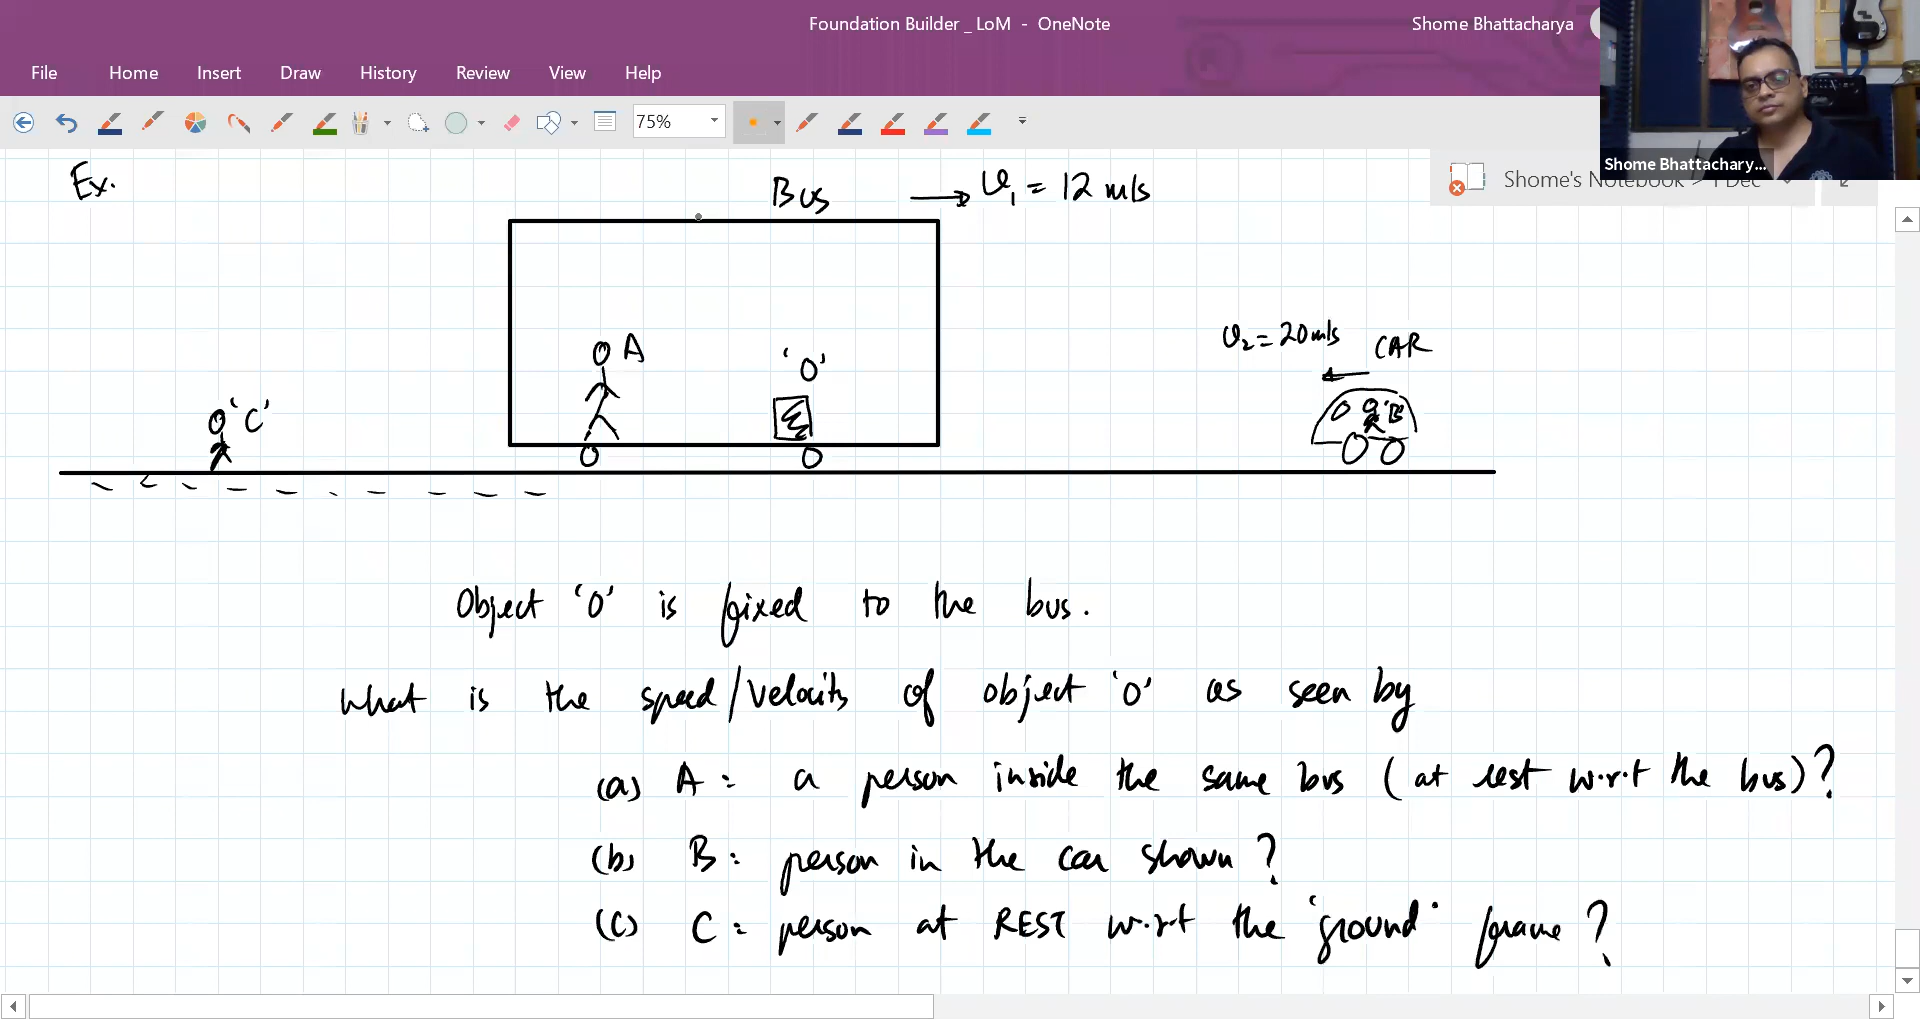 Foundation Builder _ LoM - OneNote
Shome Bhattacharya
File Home Insert Draw History Review View Help
75%
Shome Bhattachary...
Shome's Notebook > 1 Dec
Ex.
Bus → v₁ = 12 m/s
v₂ = 20 m/s
CAR
A
'O'
'C'
'B'
Object 'O' is fixed to the bus.
What is the speed/velocity of object 'O' as seen by
(a) A: a person inside the same bus (at rest w.r.t the bus)?
(b) B: person in the car shown?
(c) C: person at REST w.r.t the 'ground' frame?